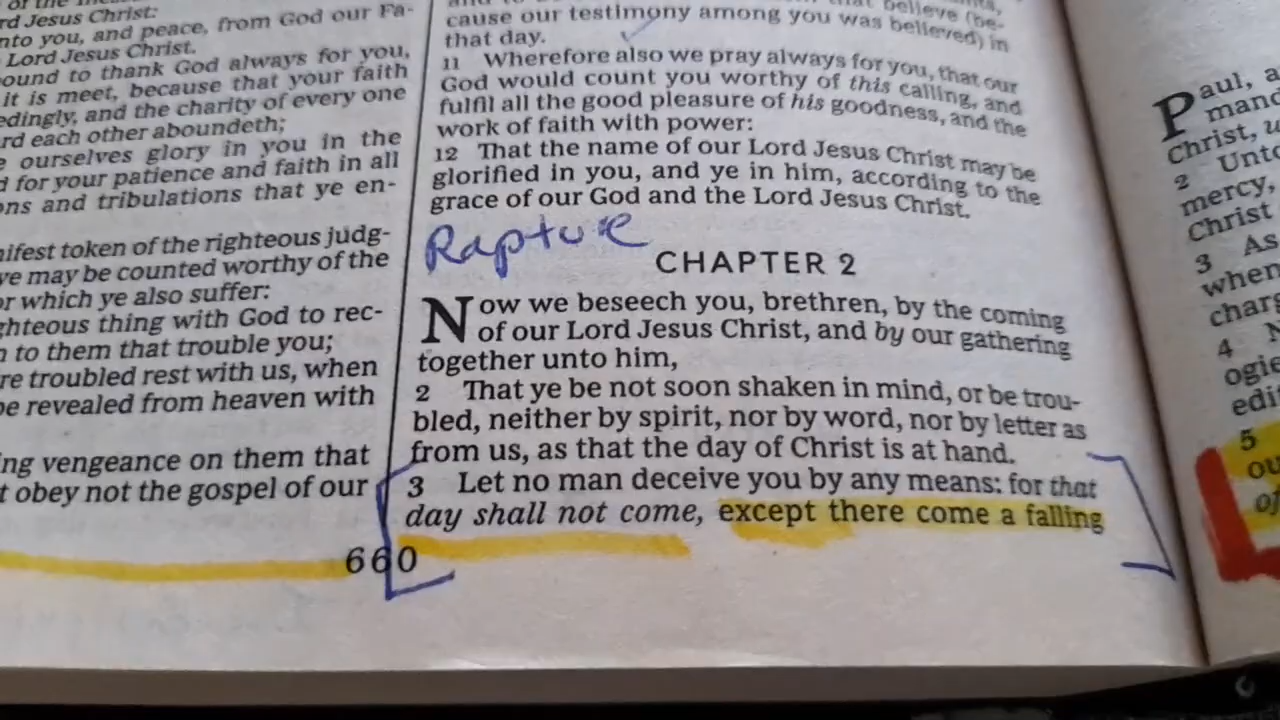 rd Jesus Christ:
nto you, and peace, from God our Fa-
Lord Jesus Christ.
ound to thank God always for you,
it is meet, because that your faith
edingly, and the charity of every one
rd each other aboundeth;
e ourselves glory in you in the
d for your patience and faith in all
ons and tribulations that ye en-
nifest token of the righteous judg-
ye may be counted worthy of the
or which ye also suffer:
ghteous thing with God to rec-
n to them that trouble you;
re troubled rest with us, when
be revealed from heaven with
ing vengeance on them that
t obey not the gospel of our
660
believe (be-
cause our testimony among you was believed) in
that day.
11 Wherefore also we pray always for you, that our
God would count you worthy of this calling, and
fulfil all the good pleasure of his goodness, and the
work of faith with power:
12 That the name of our Lord Jesus Christ may be
glorified in you, and ye in him, according to the
grace of our God and the Lord Jesus Christ.
Rapture
CHAPTER 2
Now we beseech you, brethren, by the coming
of our Lord Jesus Christ, and by our gathering
together unto him,
2 That ye be not soon shaken in mind, or be trou-
bled, neither by spirit, nor by word, nor by letter as
from us, as that the day of Christ is at hand.
3 Let no man deceive you by any means: for that
day shall not come, except there come a falling
Paul, a
mand
Christ, u
2 Unto
mercy,
Christ
3 As
when
charg
4 N
ogie
edif
5
ou
of